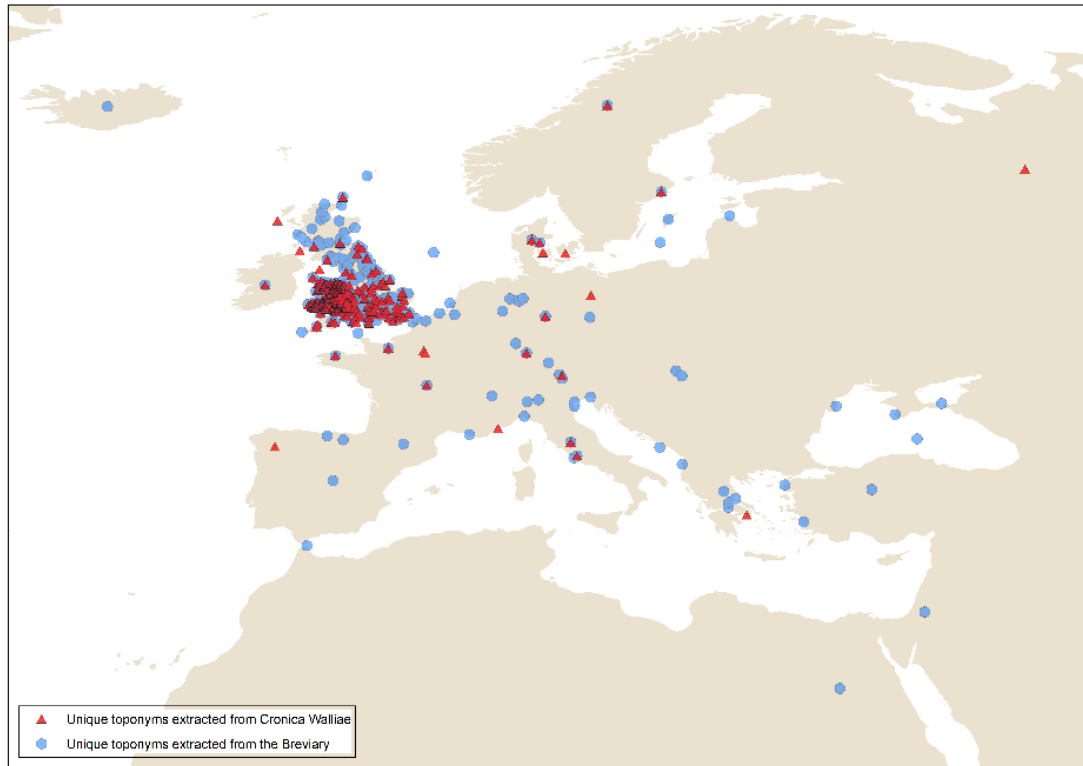 Unique toponyms extracted from Cronica Walliae
Unique toponyms extracted from the Breviary